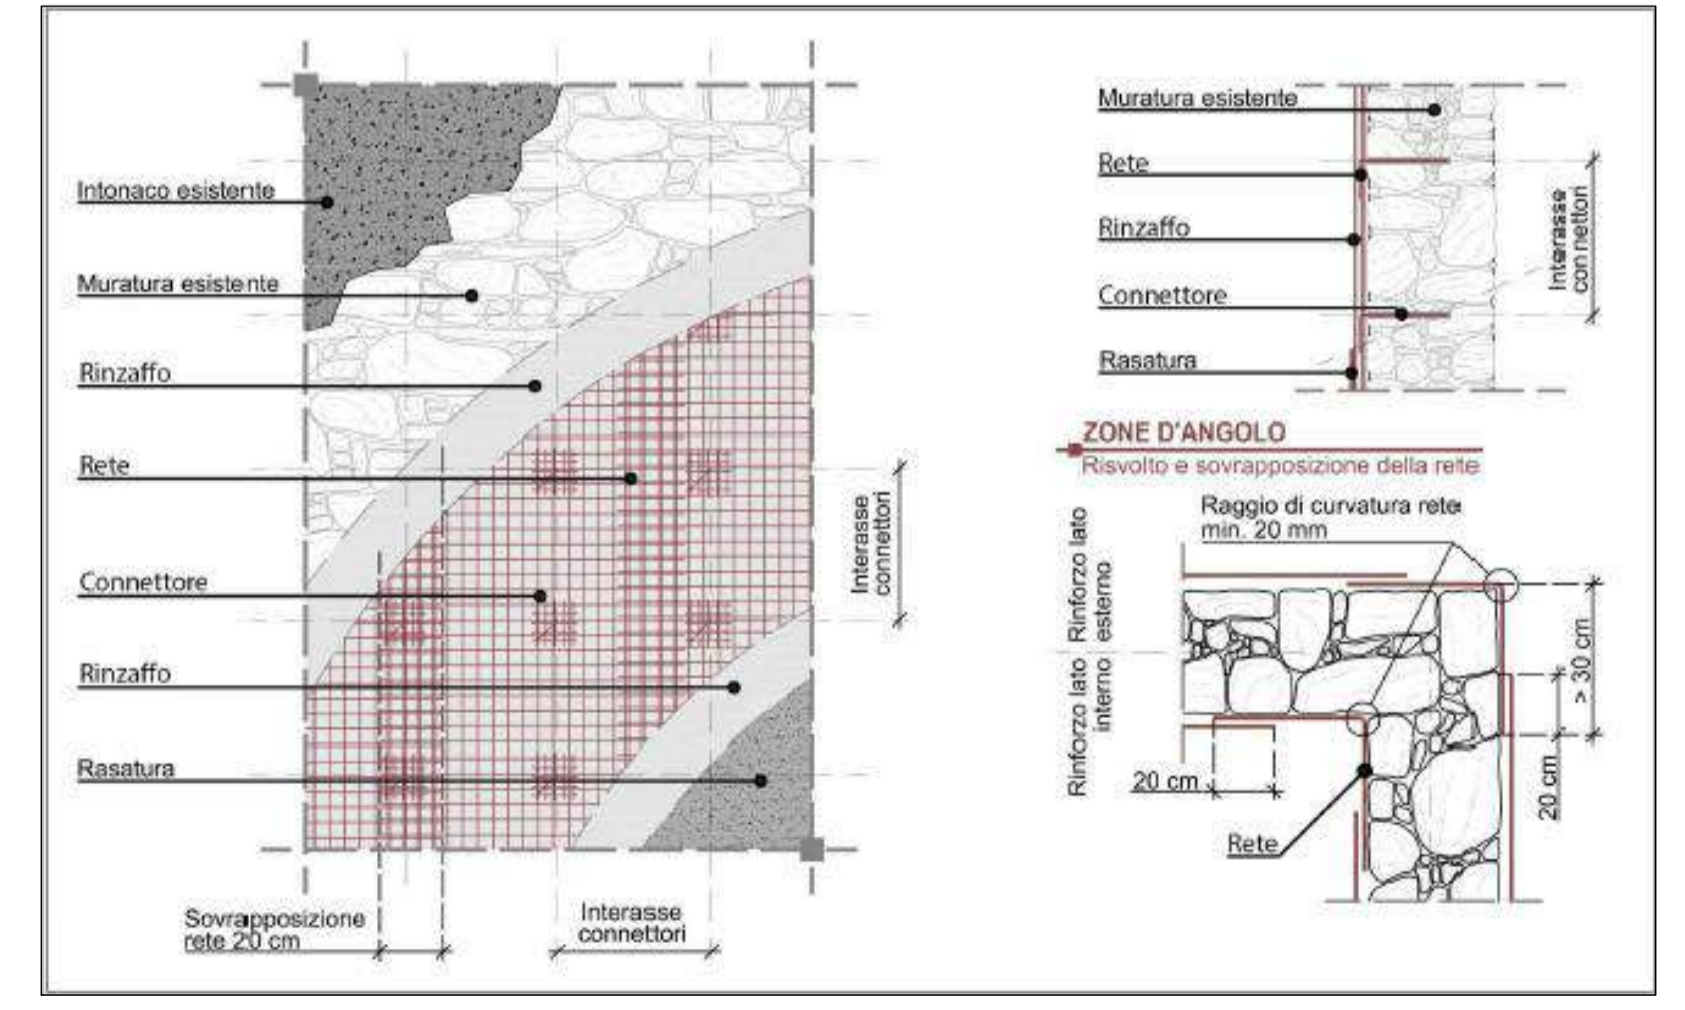 Intonaco esistente
Muratura esistente
Rinzaffo
Rete
Connettore
Rinzaffo
Rasatura
Sovrapposizione
rete 20 cm
Interasse
connettori
Interasse
connettori
Muratura esistente
Rete
Rinzaffo
Connettore
Rasatura
Interasse
connettori
ZONE D'ANGOLO
Risvolto e sovrapposizione della rete
Raggio di curvatura rete
min. 20 mm
Rinforzo lato
esterno
Rinforzo lato
interno
20 cm
Rete
> 30 cm
20 cm